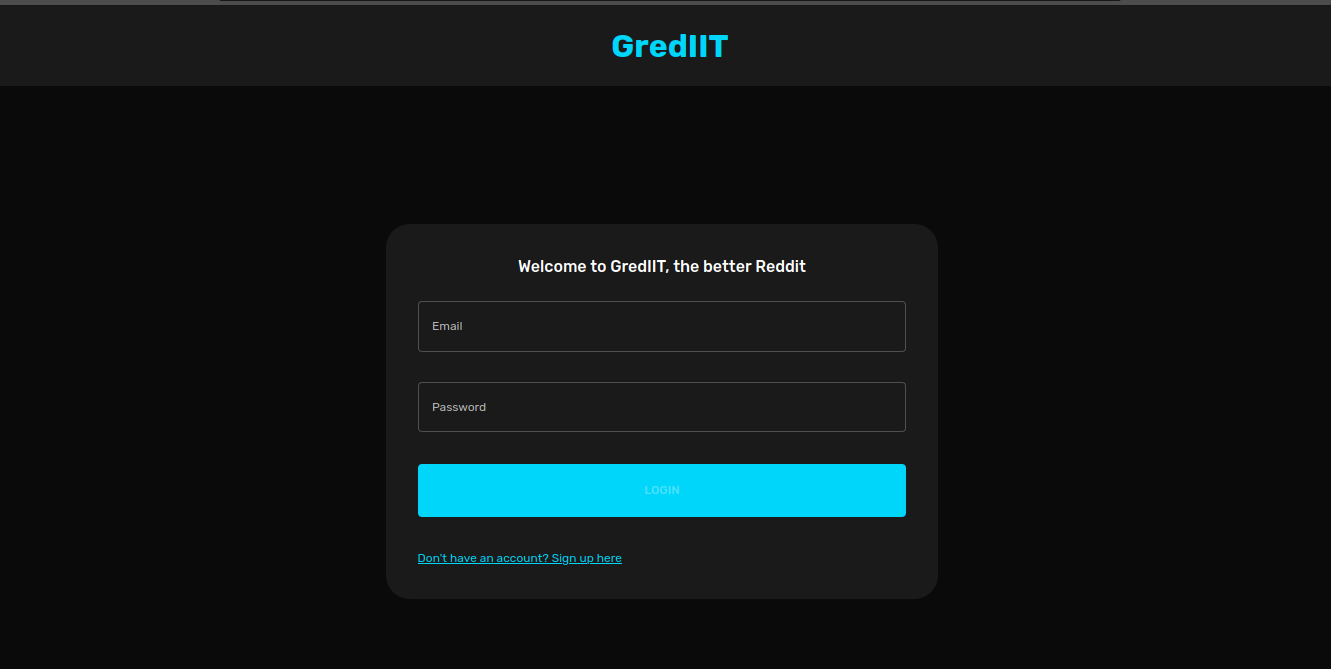 GredIIT
Welcome to GredIIT, the better Reddit
Email
Password
LOGIN
Don't have an account? Sign up here